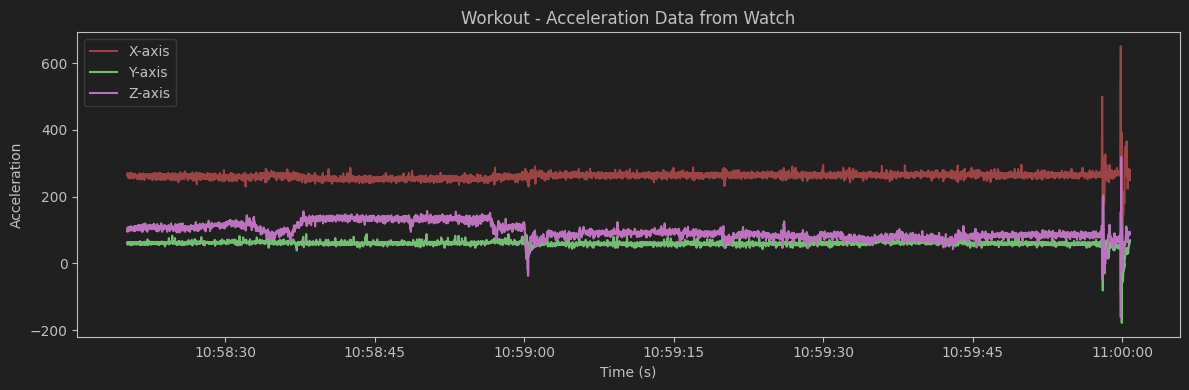 Workout - Acceleration Data from Watch
X-axis
Y-axis
Z-axis
Acceleration
600
400
200
0
−200
10:58:30 10:58:45 10:59:00 10:59:15 10:59:30 10:59:45 11:00:00
Time (s)